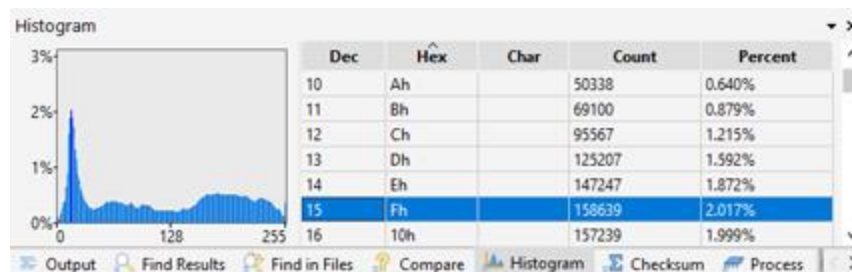 Histogram
3%
2%
1%
0%
0 128 255
Dec Hex Char Count Percent
10 Ah 50338 0.640%
11 Bh 69100 0.879%
12 Ch 95567 1.215%
13 Dh 125207 1.592%
14 Eh 147247 1.872%
15 Fh 158639 2.017%
16 10h 157239 1.999%
Output Find Results Find in Files Compare Histogram Checksum Process